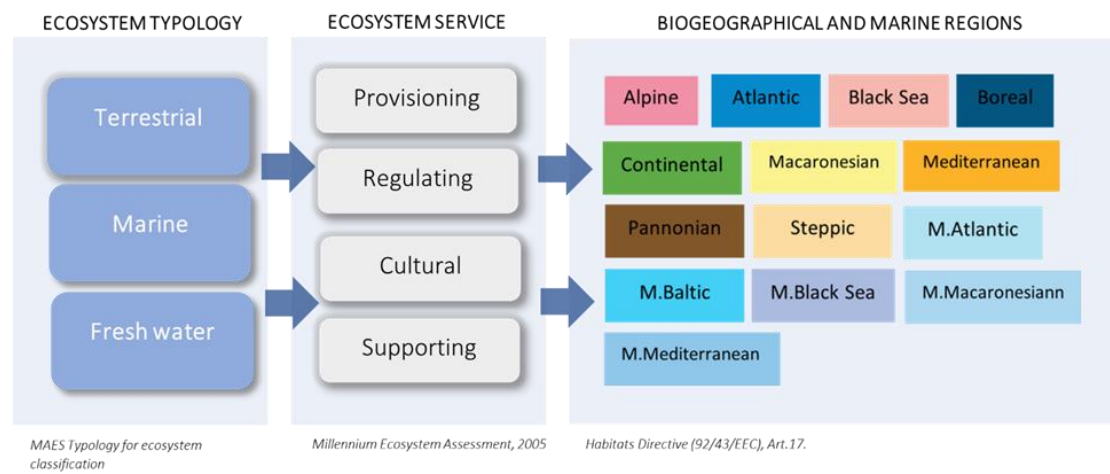 ECOSYSTEM TYPOLOGY
Terrestrial
Marine
Fresh water
MAES Typology for ecosystem
classification
ECOSYSTEM SERVICE
Provisioning
Regulating
Cultural
Supporting
Millennium Ecosystem Assessment, 2005
BIOGEOGRAPHICAL AND MARINE REGIONS
Alpine
Atlantic
Black Sea
Boreal
Continental
Macaronesian
Mediterranean
Pannonian
Steppic
M.Atlantic
M.Baltic
M.Black Sea
M.Macaronesiann
M.Mediterranean
Habitats Directive (92/43/EEC), Art.17.